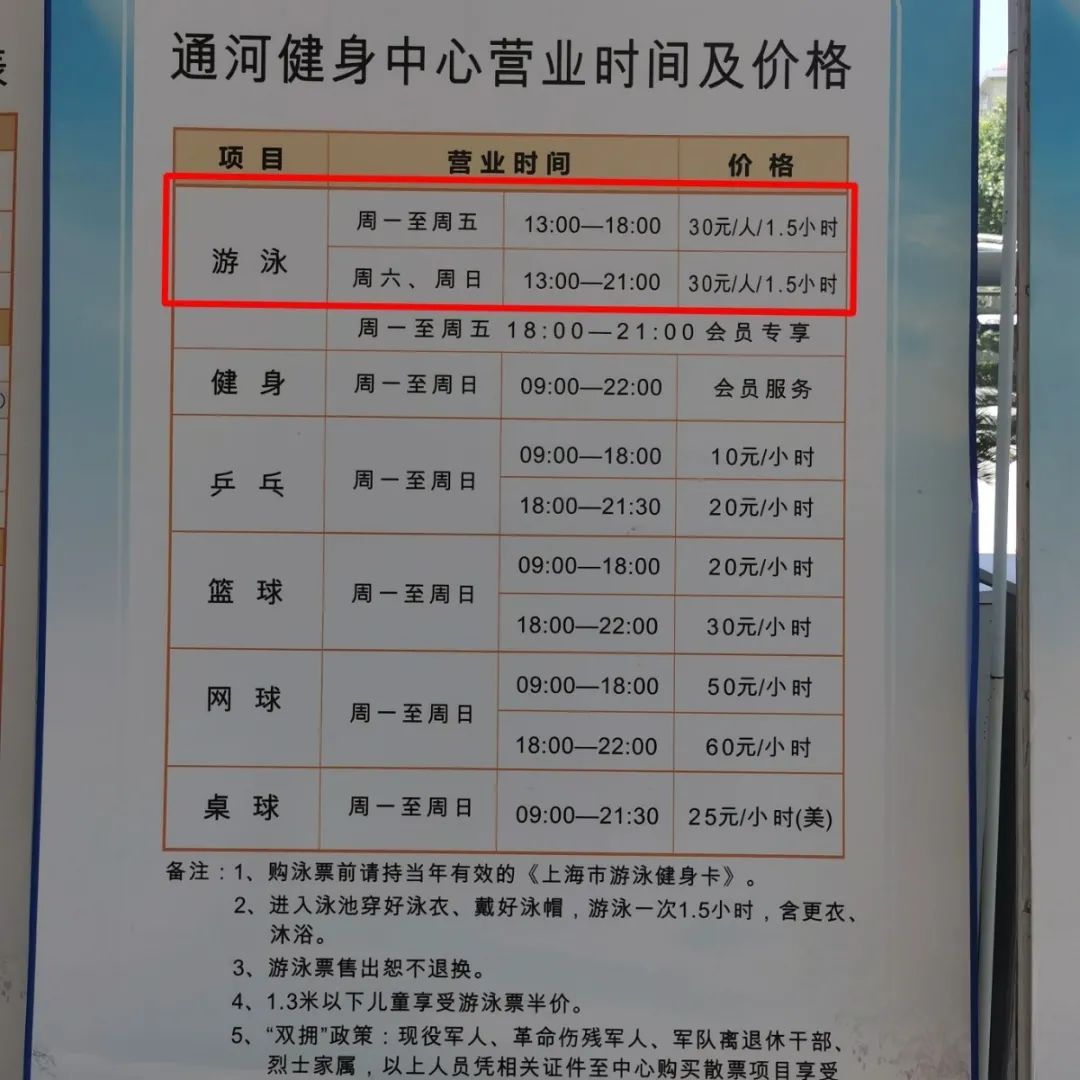 通河健身中心营业时间及价格
项目 营业时间 价格
游泳 周一至周五 13:00—18:00 30元/人/1.5小时
周六、周日 13:00—21:00 30元/人/1.5小时
周一至周五 18:00—21:00 会员专享
健身 周一至周日 09:00—22:00 会员服务
乒乓 周一至周日 09:00—18:00 10元/小时
18:00—21:30 20元/小时
篮球 周一至周日 09:00—18:00 20元/小时
18:00—22:00 30元/小时
网球 周一至周日 09:00—18:00 50元/小时
18:00—22:00 60元/小时
桌球 周一至周日 09:00—21:30 25元/小时(美)
备注：1、购泳票前请持当年有效的《上海市游泳健身卡》。
2、进入泳池穿好泳衣、戴好泳帽，游泳一次1.5小时，含更衣、
沐浴。
3、游泳票售出恕不退换。
4、1.3米以下儿童享受游泳票半价。
5、“双拥”政策：现役军人、革命伤残军人、军队离退休干部、
烈士家属，以上人员凭相关证件至中心购买散票项目享受